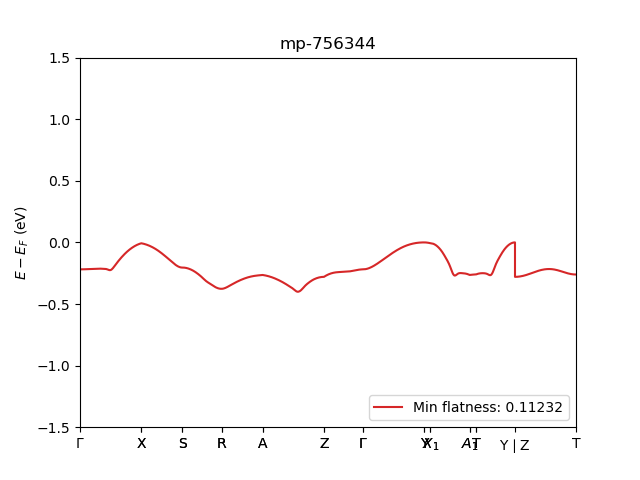 mp-756344
1.5
1.0
0.5
0.0
−0.5
−1.0
−1.5
E − E_F (eV)
Min flatness: 0.11232
Γ X S R A Z Γ Y X₁ A₁ T Y | Z T